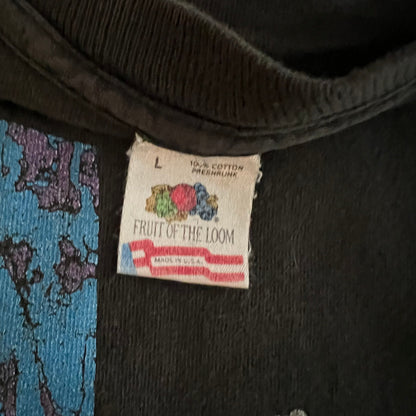 L 100% COTTON
PRESHRUNK
FRUIT OF THE LOOM
®
MADE IN U.S.A.